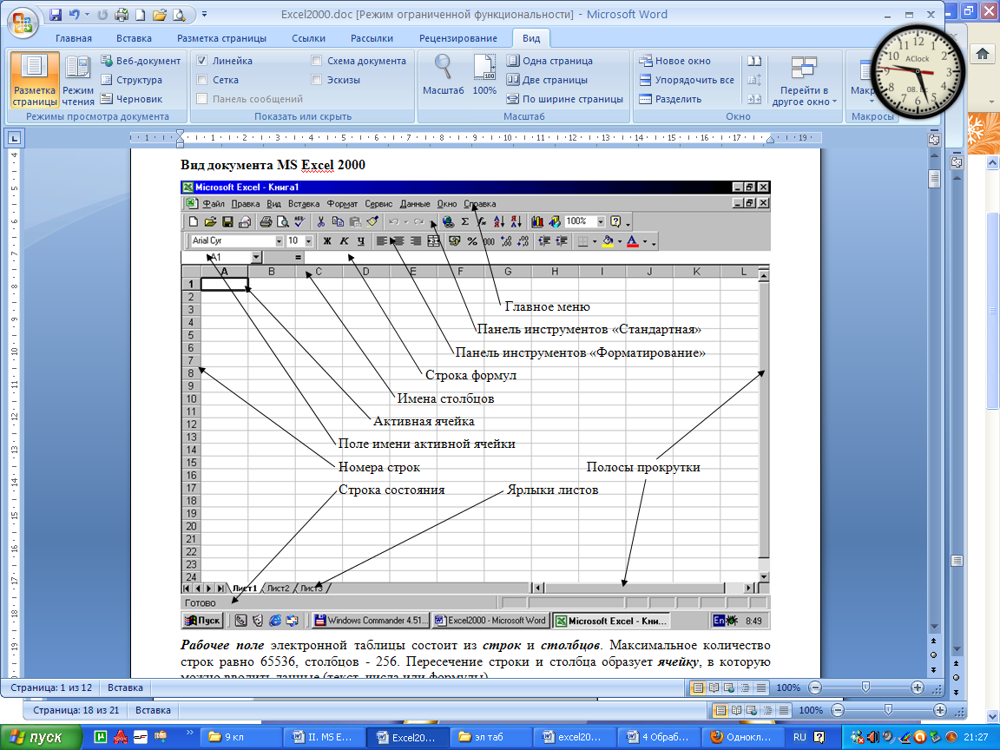 Excel2000.doc [Режим ограниченной функциональности] - Microsoft Word
Главная Вставка Разметка страницы Ссылки Рассылки Рецензирование Вид
Разметка страницы
Режим чтения
Веб-документ
Структура
Черновик
Режимы просмотра документа
Линейка
Сетка
Панель сообщений
Схема документа
Эскизы
Показать или скрыть
Масштаб
100%
Одна страница
Две страницы
По ширине страницы
Масштаб
Новое окно
Упорядочить все
Разделить
Перейти в другое окно
Окно
Макросы
AClock
Вид документа MS Excel 2000
Microsoft Excel - Книга1
Файл Правка Вид Вставка Формат Сервис Данные Окно Справка
100%
Arial Cyr 10 Ж К Ч
A1 =
A B C D E F G H I J K L
1
2
3
4
5
6
7
8
9
10
11
12
13
14
15
16
17
18
19
20
21
22
23
24
Главное меню
Панель инструментов «Стандартная»
Панель инструментов «Форматирование»
Строка формул
Имена столбцов
Активная ячейка
Поле имени активной ячейки
Номера строк
Полосы прокрутки
Строка состояния
Ярлыки листов
Лист1 Лист2 Лист3
Готово
Пуск Windows Commander 4.51... Excel2000 - Microsoft Word Microsoft Excel - Кни... En 8:49
Рабочее поле электронной таблицы состоит из строк и столбцов. Максимальное количество
строк равно 65536, столбцов - 256. Пересечение строки и столбца образует ячейку, в которую
можно вводить данные (текст, числа или формулы)
Страница: 1 из 12 Вставка 100%
Страница: 18 из 21 Вставка 100%
пуск 9 кл II. MS E... Excel20... эл таб excel20... 4 Обраб... Однокл... RU 21:27